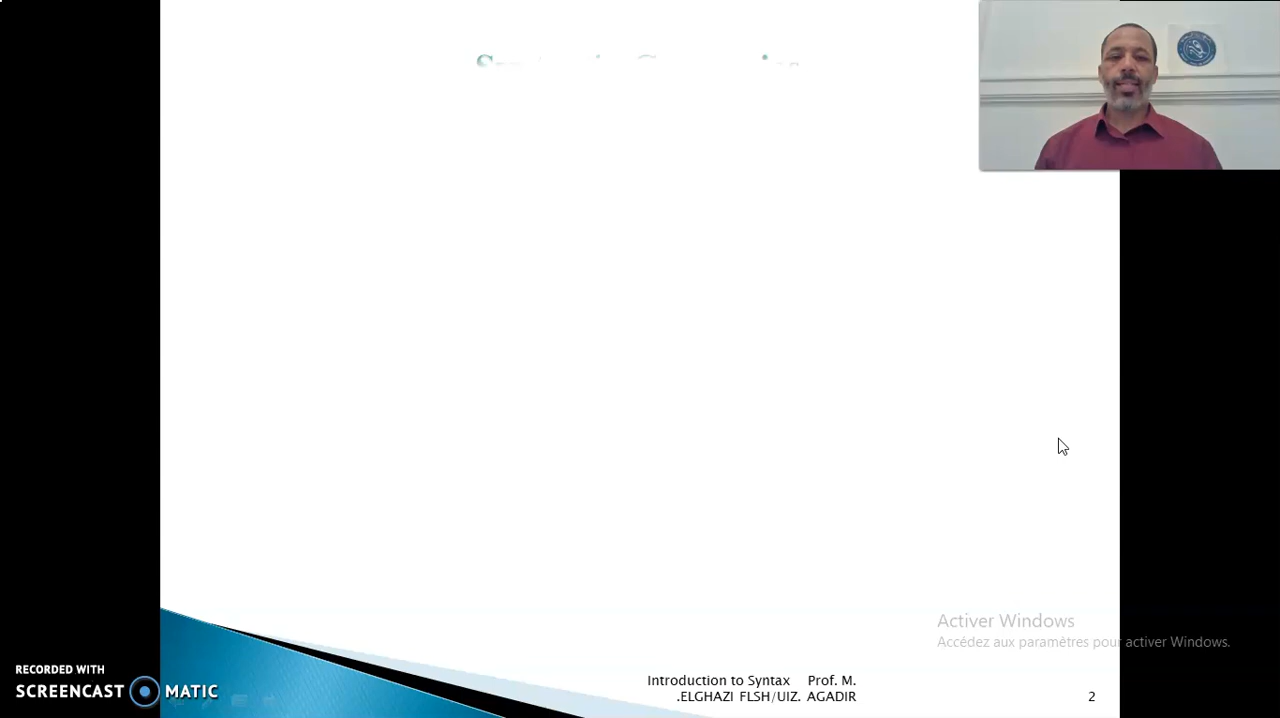 Activer Windows
Accédez aux paramètres pour activer Windows.
RECORDED WITH
SCREENCAST MATIC
Introduction to Syntax Prof. M.
.ELGHAZI FLSH/UIZ. AGADIR
2